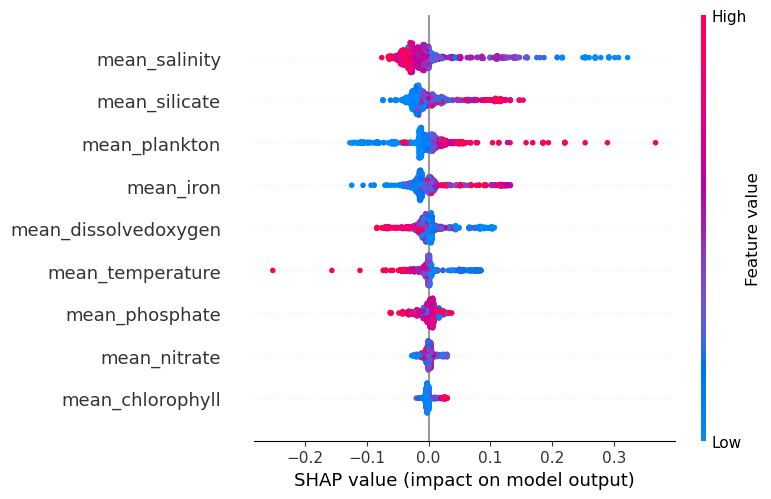 High
mean_salinity
mean_silicate
mean_plankton
mean_iron
mean_dissolvedoxygen
mean_temperature
mean_phosphate
mean_nitrate
mean_chlorophyll
Feature value
Low
−0.2 −0.1 0.0 0.1 0.2 0.3
SHAP value (impact on model output)